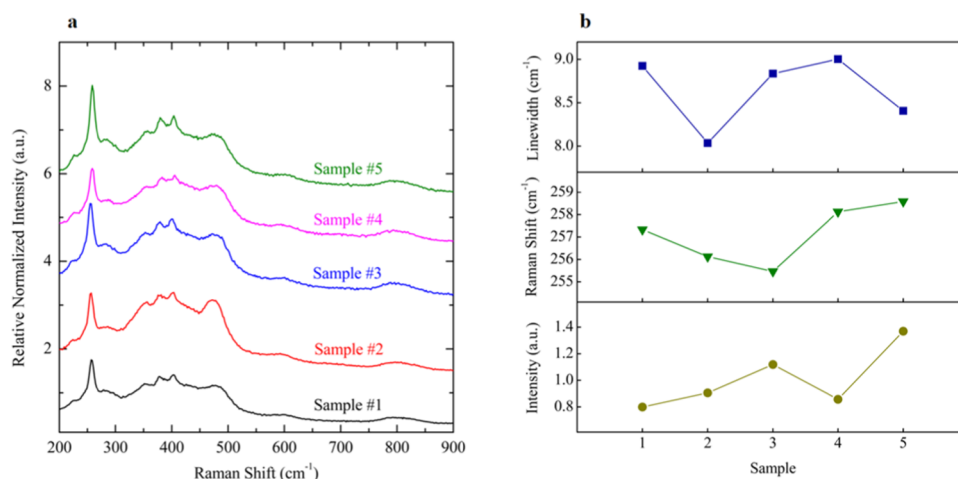 a
Relative Normalized Intensity (a.u.)
8
6
4
2
Sample #5
Sample #4
Sample #3
Sample #2
Sample #1
200 300 400 500 600 700 800 900
Raman Shift (cm⁻¹)
b
Linewidth (cm⁻¹)
9.0
8.5
8.0
Raman Shift (cm⁻¹)
259
258
257
256
255
Intensity (a.u.)
1.4
1.2
1.0
0.8
1 2 3 4 5
Sample